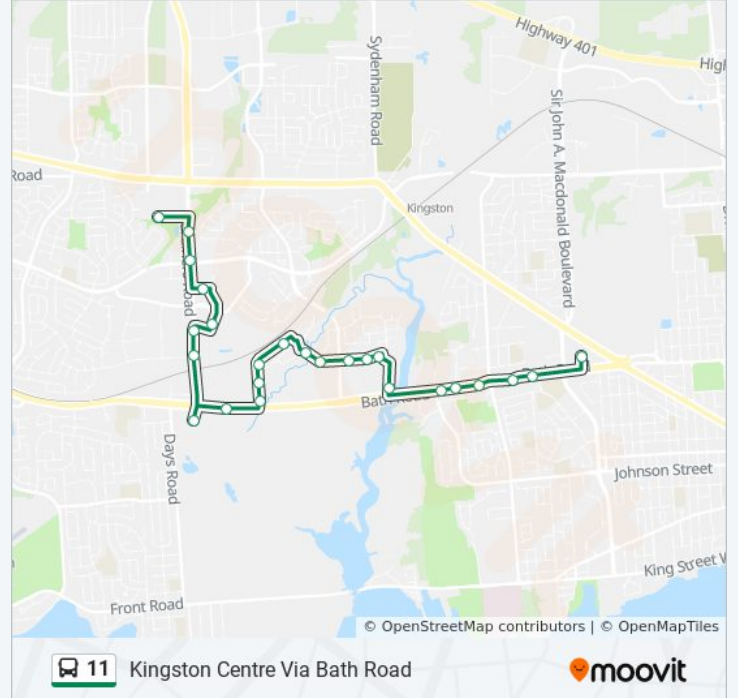 Highway 401
High
Sydenham Road
Sir John A. Macdonald Boulevard
Road
Kingston
Road
Bath Road
Days Road
Johnson Street
King Street W
Front Road
© OpenStreetMap contributors | © OpenMapTiles
11 Kingston Centre Via Bath Road
moovit